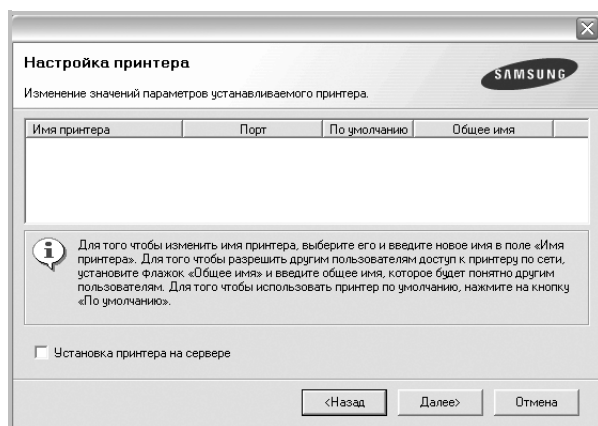 Настройка принтера
SAMSUNG
Изменение значений параметров устанавливаемого принтера.
Имя принтера Порт По умолчанию Общее имя
Для того чтобы изменить имя принтера, выберите его и введите новое имя в поле «Имя
принтера». Для того чтобы разрешить другим пользователям доступ к принтеру по сети,
установите флажок «Общее имя» и введите общее имя, которое будет понятно другим
пользователям. Для того чтобы использовать принтер по умолчанию, нажмите на кнопку
«По умолчанию».
Установка принтера на сервере
<Назад Далее> Отмена